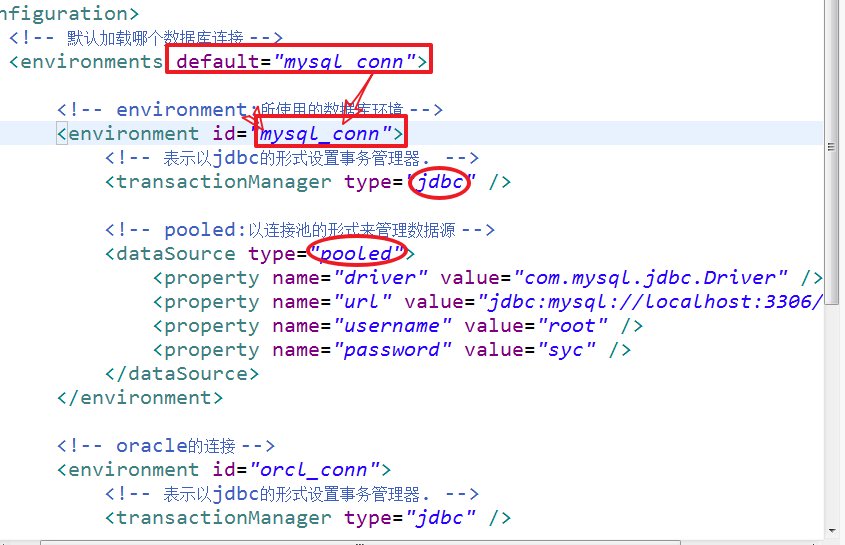 nfiguration>
<!-- 默认加载哪个数据库连接 -->
<environments default="mysql_conn">
<!-- environment:所使用的数据库环境 -->
<environment id="mysql_conn">
<!-- 表示以jdbc的形式设置事务管理器. -->
<transactionManager type="jdbc" />
<!-- pooled:以连接池的形式来管理数据源 -->
<dataSource type="pooled">
<property name="driver" value="com.mysql.jdbc.Driver" />
<property name="url" value="jdbc:mysql://localhost:3306/
<property name="username" value="root" />
<property name="password" value="syc" />
</dataSource>
</environment>
<!-- oracle的连接 -->
<environment id="orcl_conn">
<!-- 表示以jdbc的形式设置事务管理器. -->
<transactionManager type="jdbc" />